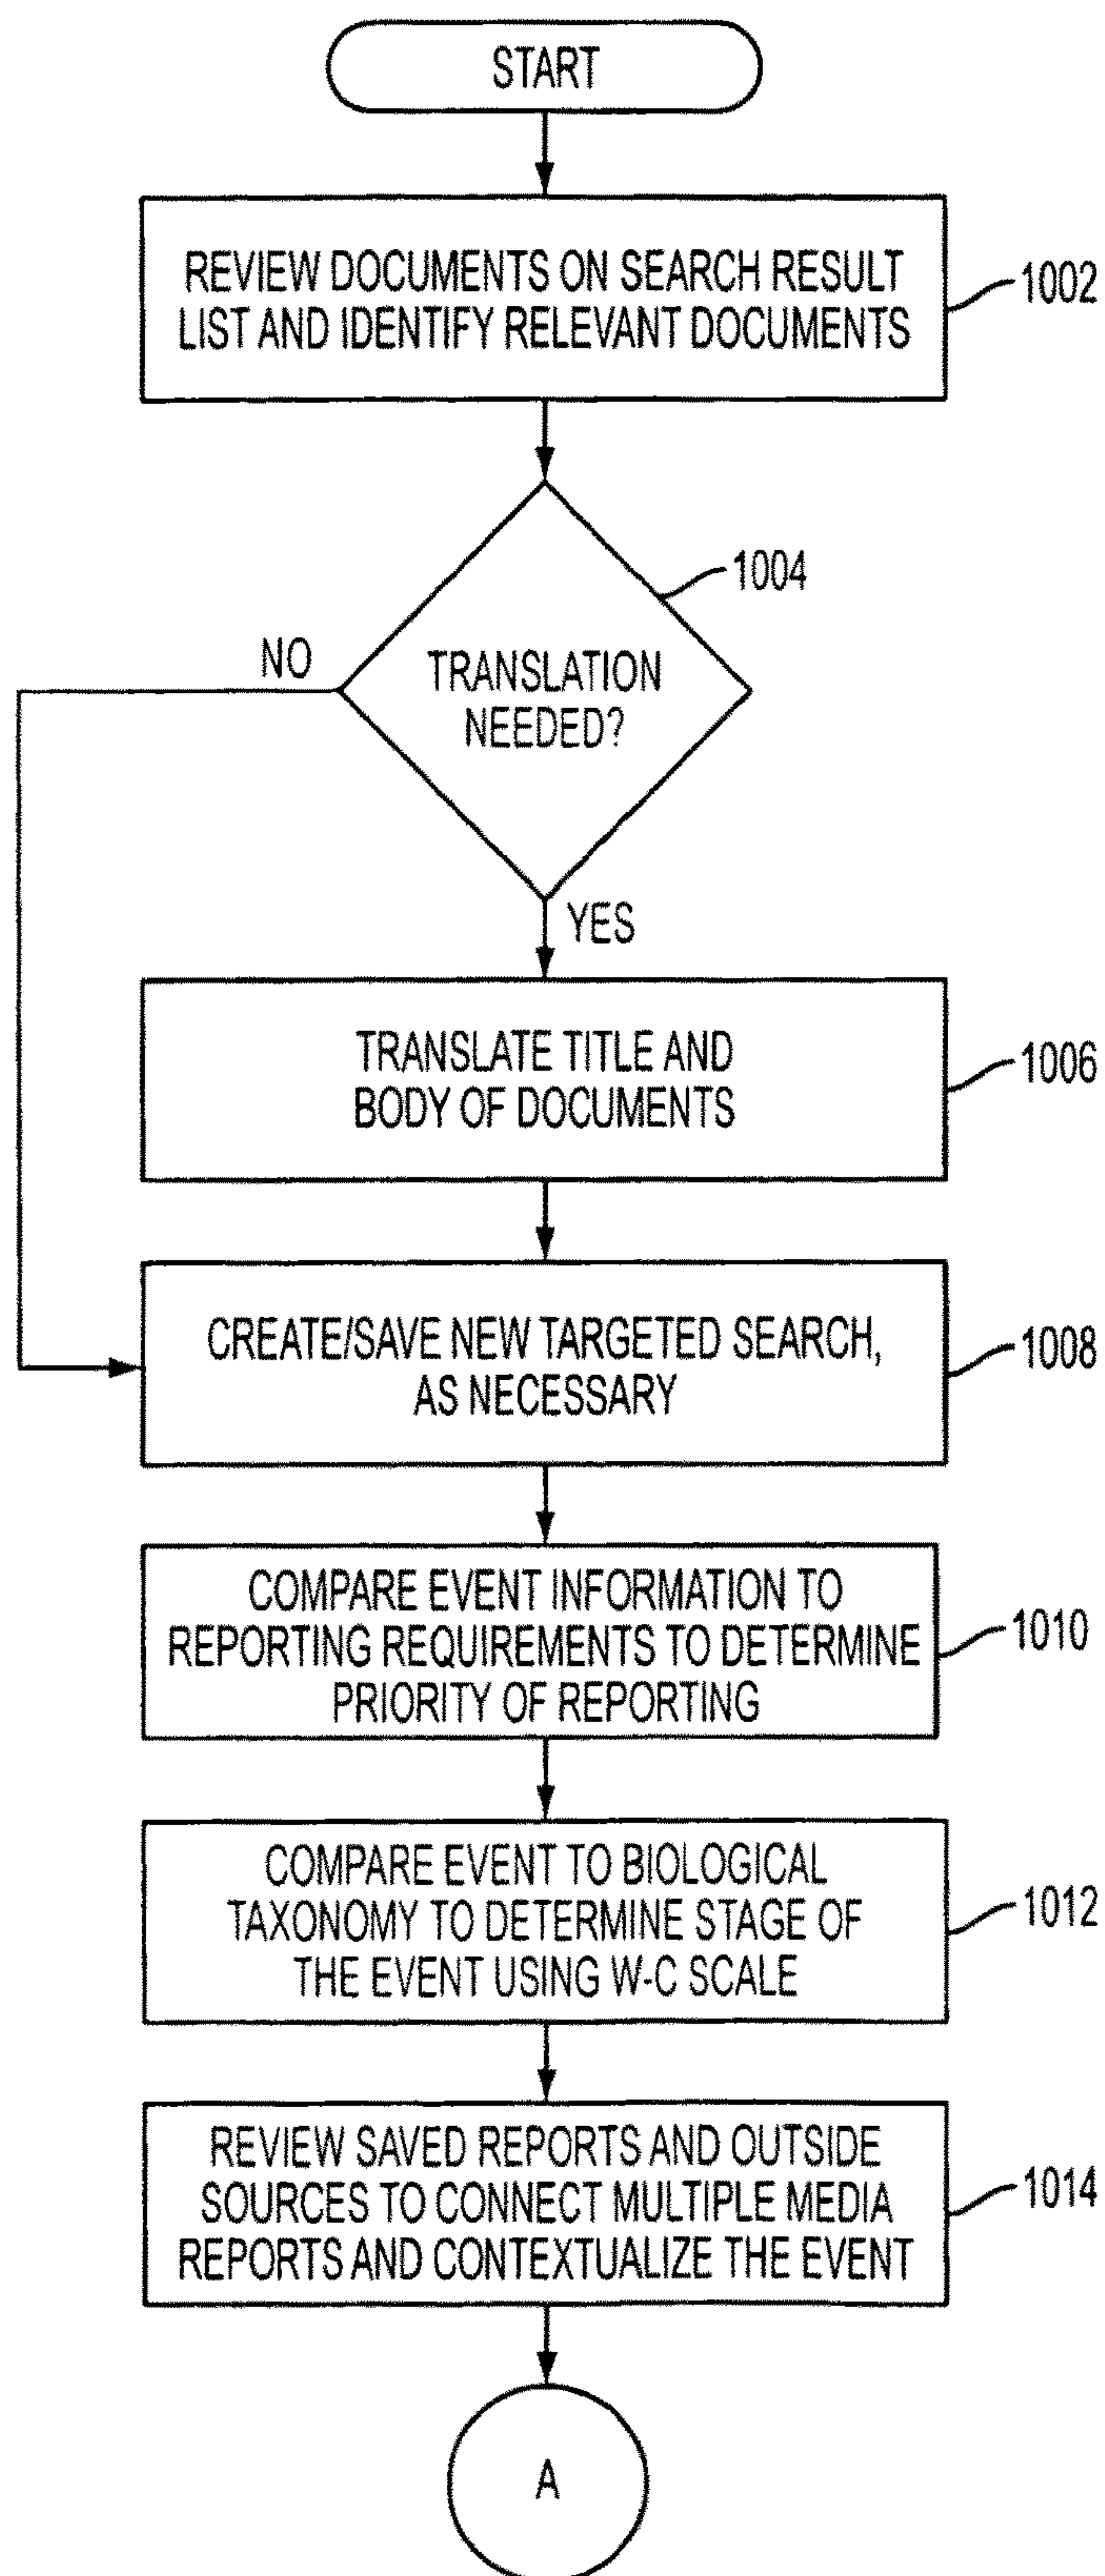 START
REVIEW DOCUMENTS ON SEARCH RESULT
LIST AND IDENTIFY RELEVANT DOCUMENTS
1002
1004
TRANSLATION
NEEDED?
NO
YES
TRANSLATE TITLE AND
BODY OF DOCUMENTS
1006
CREATE/SAVE NEW TARGETED SEARCH,
AS NECESSARY
1008
COMPARE EVENT INFORMATION TO
REPORTING REQUIREMENTS TO DETERMINE
PRIORITY OF REPORTING
1010
COMPARE EVENT TO BIOLOGICAL
TAXONOMY TO DETERMINE STAGE OF
THE EVENT USING W-C SCALE
1012
REVIEW SAVED REPORTS AND OUTSIDE
SOURCES TO CONNECT MULTIPLE MEDIA
REPORTS AND CONTEXTUALIZE THE EVENT
1014
A